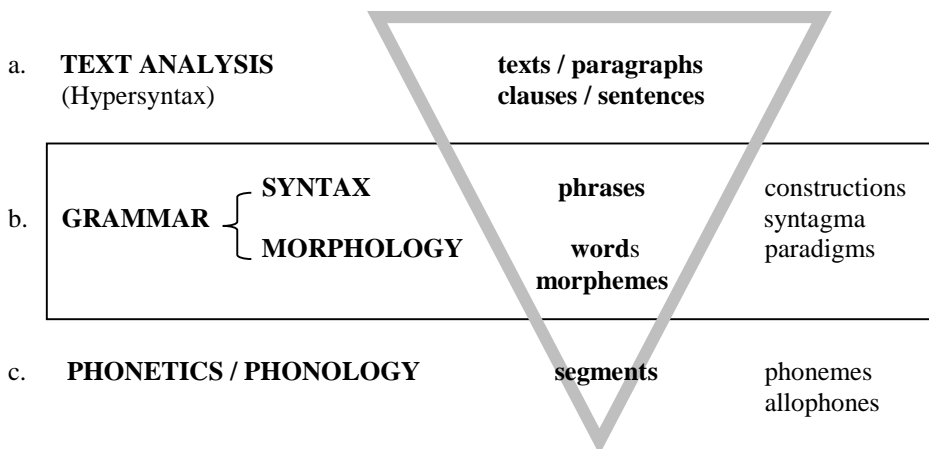 a. TEXT ANALYSIS texts / paragraphs
(Hypersyntax) clauses / sentences
SYNTAX phrases constructions
b. GRAMMAR syntagma
MORPHOLOGY words paradigms
morphemes
c. PHONETICS / PHONOLOGY segments phonemes
allophones